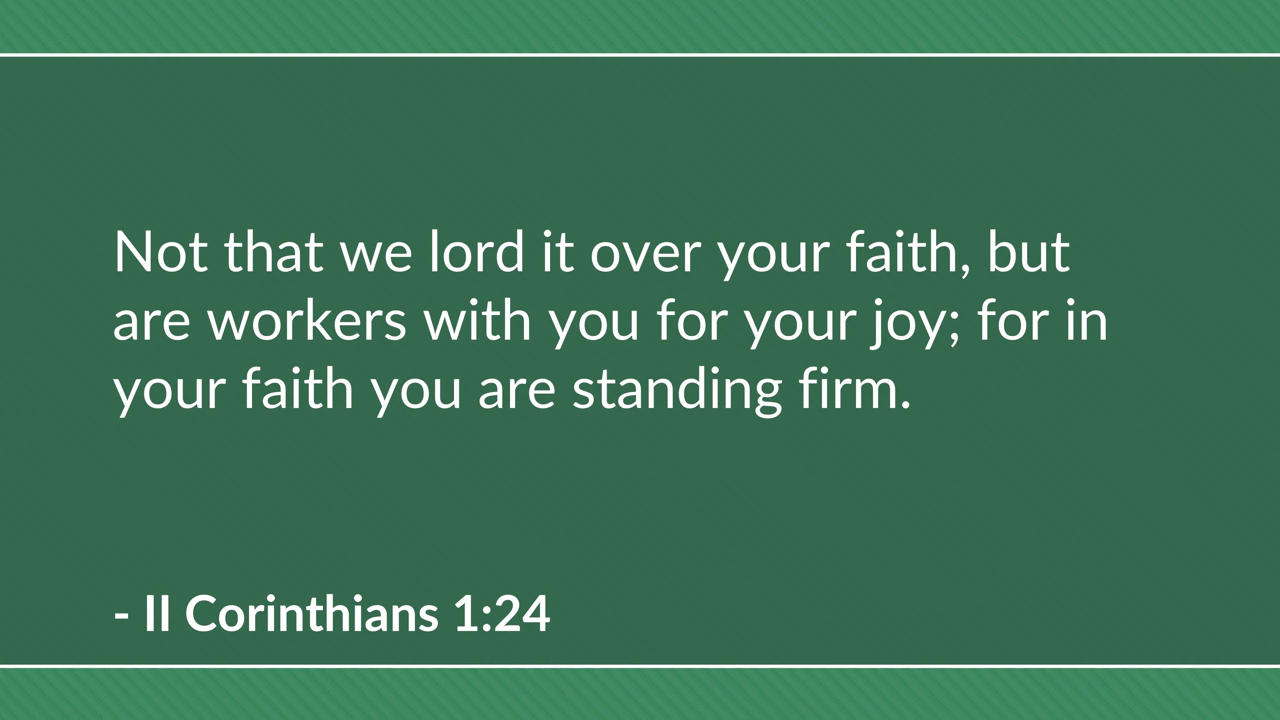 Not that we lord it over your faith, but
are workers with you for your joy; for in
your faith you are standing firm.
- II Corinthians 1:24